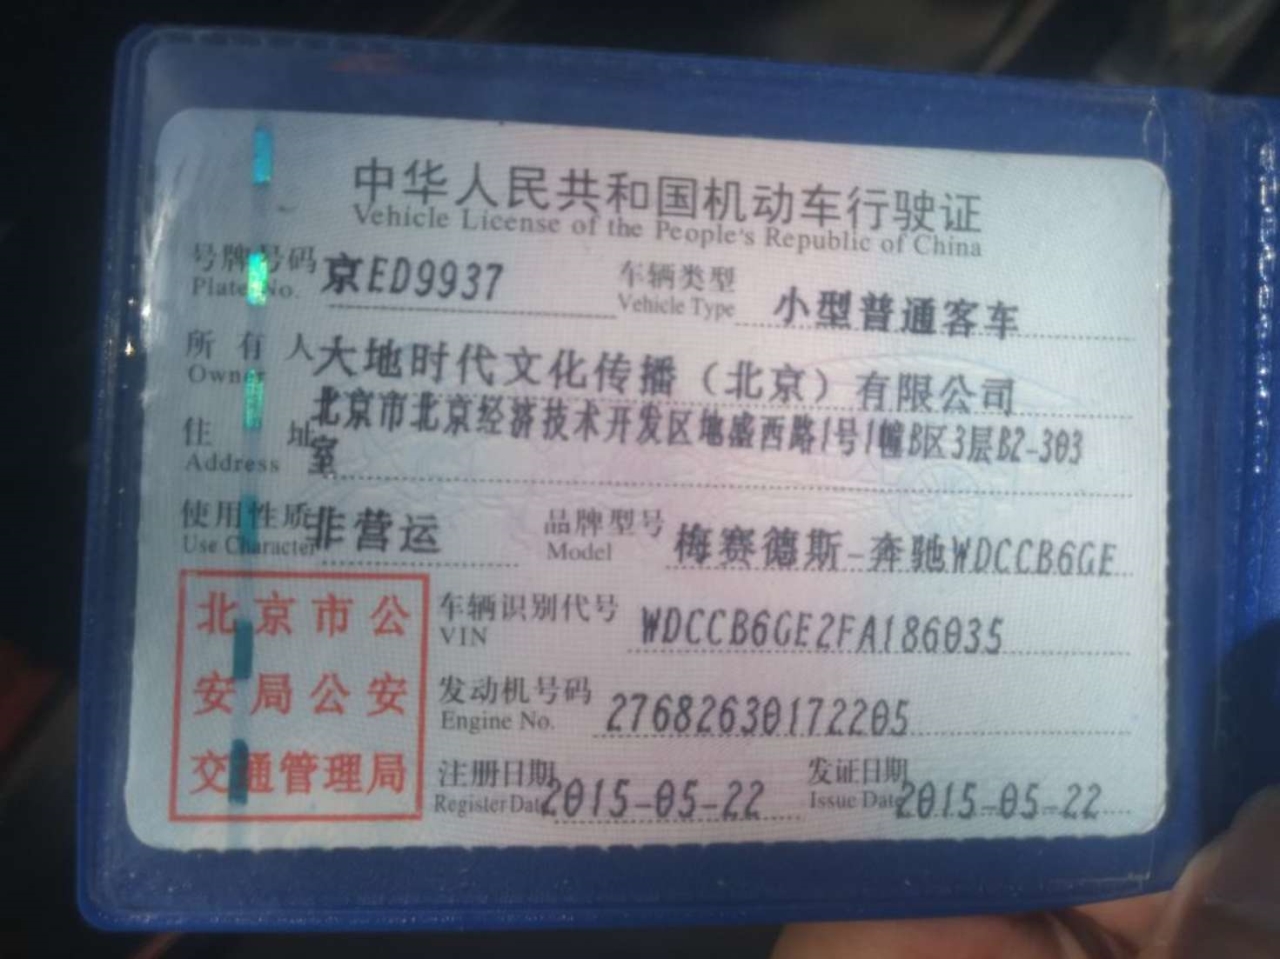 中华人民共和国机动车行驶证
Vehicle License of the People's Republic of China
号牌号码 京ED9937 车辆类型 小型普通客车
Plate No. Vehicle Type
所有人 大地时代文化传播（北京）有限公司
Owner
住址 北京市北京经济技术开发区地盛西路1号1幢B区3层B2-303
Address 室
使用性质 非营运 品牌型号 梅赛德斯-奔驰WDCCB6GE
Use Character Model
北京市公
安局公安
交通管理局
车辆识别代号 WDCCB6GE2FA186035
VIN
发动机号码 27682630172205
Engine No.
注册日期 2015-05-22 发证日期 2015-05-22
Register Date Issue Date